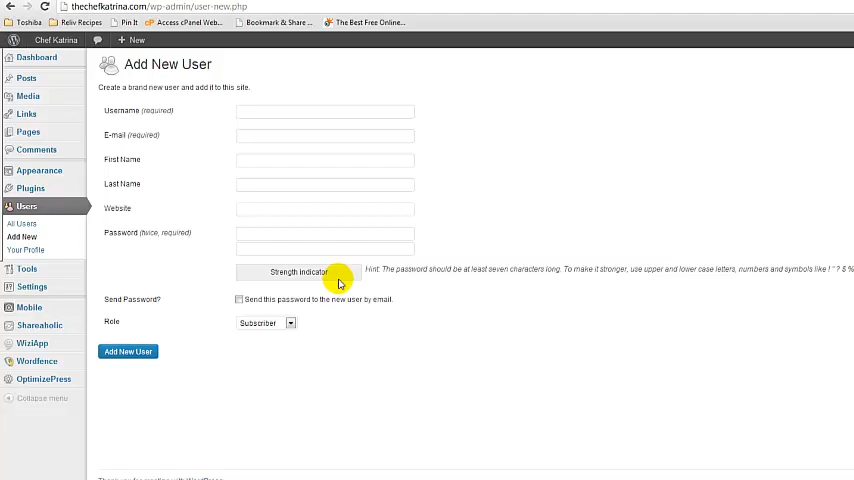 thechefkatrina.com/wp-admin/user-new.php
Toshiba Reliv Recipes Pin It Access cPanel Web... Bookmark & Share ... The Best Free Online...
Chef Katrina + New
Dashboard
Posts
Media
Links
Pages
Comments
Appearance
Plugins
Users
All Users
Add New
Your Profile
Tools
Settings
Mobile
Shareaholic
WiziApp
Wordfence
OptimizePress
Collapse menu
Add New User
Create a brand new user and add it to this site.
Username (required)
E-mail (required)
First Name
Last Name
Website
Password (twice, required)
Strength indicator
Hint: The password should be at least seven characters long. To make it stronger, use upper and lower case letters, numbers and symbols like ! " ? $ %
Send Password? Send this password to the new user by email.
Role Subscriber
Add New User